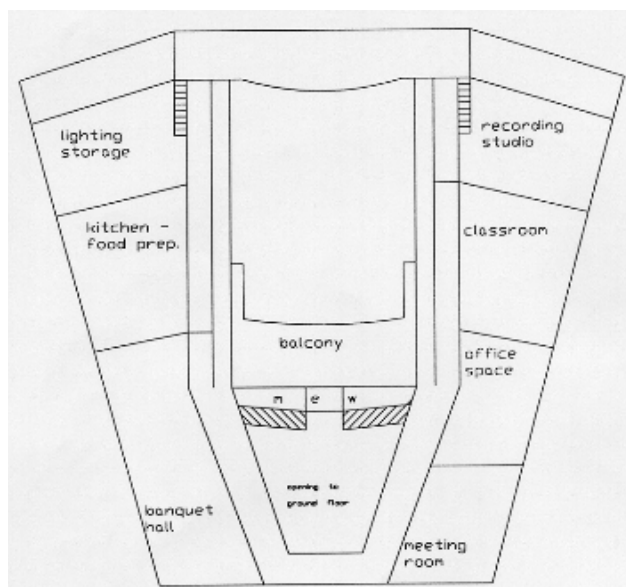 lighting
storage
recording
studio
kitchen -
food prep.
classroom
balcony
office
space
m e w
opening to
ground floor
banquet
hall
meeting
room